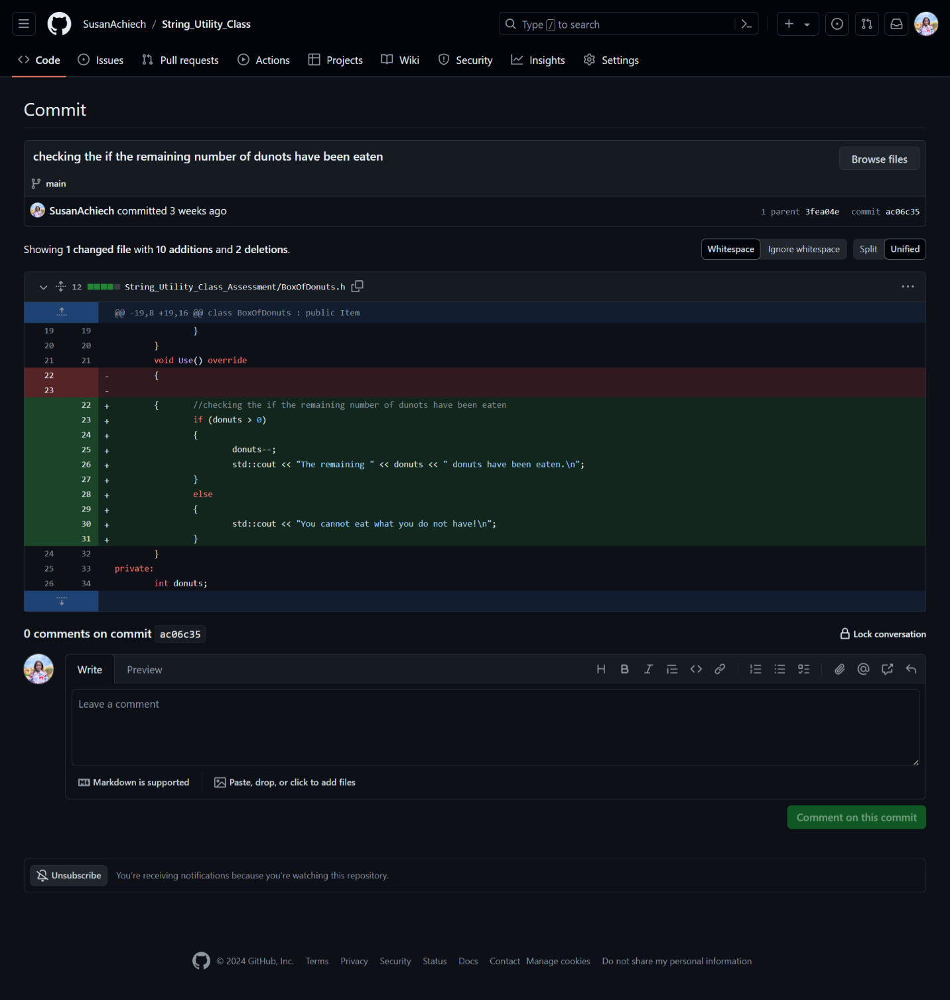 SusanAchiech / String_Utility_Class
Type / to search
Code Issues Pull requests Actions Projects Wiki Security Insights Settings
Commit
checking the if the remaining number of dunots have been eaten
Browse files
main
SusanAchiech committed 3 weeks ago
1 parent 3fea04e commit ac06c35
Showing 1 changed file with 10 additions and 2 deletions.
Whitespace Ignore whitespace Split Unified
12 String_Utility_Class_Assessment/BoxOfDonuts.h
@@ -19,8 +19,16 @@ class BoxOfDonuts : public Item
19 19 }
20 20 }
21 21 void Use() override
22 - {
23 -
22 + { //checking the if the remaining number of dunots have been eaten
23 + if (donuts > 0)
24 + {
25 + donuts--;
26 + std::cout << "The remaining " << donuts << " donuts have been eaten.\n";
27 + }
28 + else
29 + {
30 + std::cout << "You cannot eat what you do not have!\n";
31 + }
24 32 }
25 33 private:
26 34 int donuts;
0 comments on commit ac06c35
Lock conversation
Write Preview
Leave a comment
Markdown is supported
Paste, drop, or click to add files
Comment on this commit
Unsubscribe You're receiving notifications because you're watching this repository.
© 2024 GitHub, Inc. Terms Privacy Security Status Docs Contact Manage cookies Do not share my personal information